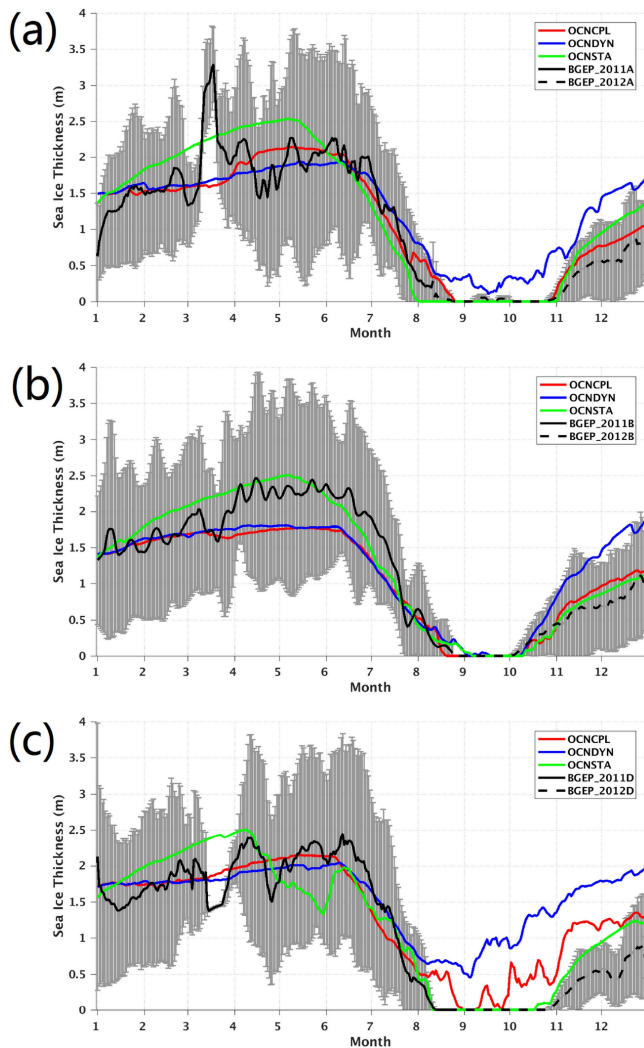 (a)
Sea Ice Thickness (m)
4
3.5
3
2.5
2
1.5
1
0.5
0
1 2 3 4 5 6 7 8 9 10 11 12
Month
OCNCPL
OCNDYN
OCNSTA
BGEP_2011A
BGEP_2012A
(b)
Sea Ice Thickness (m)
4
3.5
3
2.5
2
1.5
1
0.5
0
1 2 3 4 5 6 7 8 9 10 11 12
Month
OCNCPL
OCNDYN
OCNSTA
BGEP_2011B
BGEP_2012B
(c)
Sea Ice Thickness (m)
4
3.5
3
2.5
2
1.5
1
0.5
0
1 2 3 4 5 6 7 8 9 10 11 12
Month
OCNCPL
OCNDYN
OCNSTA
BGEP_2011D
BGEP_2012D